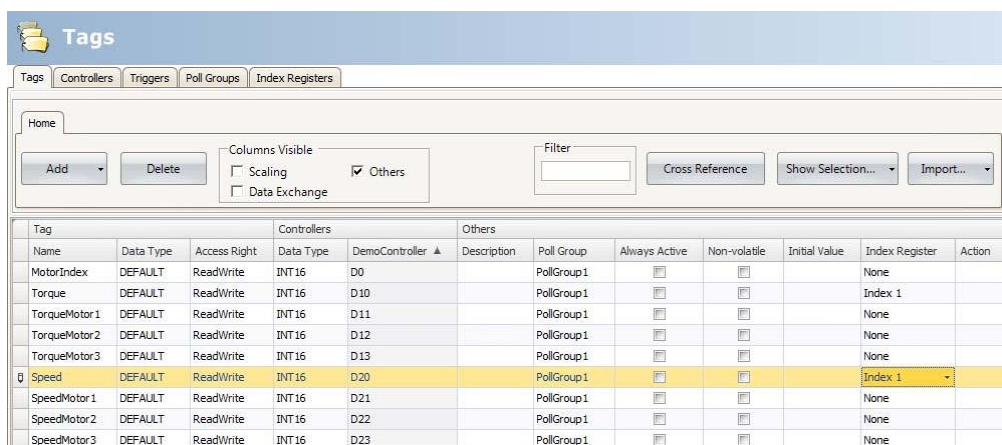 Tags
Tags Controllers Triggers Poll Groups Index Registers
Home
Columns Visible Filter
Add Delete Scaling Others Cross Reference Show Selection... Import...
Data Exchange
Tag Controllers Others
Name Data Type Access Right Data Type DemoController Description Poll Group Always Active Non-volatile Initial Value Index Register Action
MotorIndex DEFAULT ReadWrite INT16 D0 PollGroup1 None
Torque DEFAULT ReadWrite INT16 D10 PollGroup1 Index 1
TorqueMotor1 DEFAULT ReadWrite INT16 D11 PollGroup1 None
TorqueMotor2 DEFAULT ReadWrite INT16 D12 PollGroup1 None
TorqueMotor3 DEFAULT ReadWrite INT16 D13 PollGroup1 None
Speed DEFAULT ReadWrite INT16 D20 PollGroup1 Index 1
SpeedMotor1 DEFAULT ReadWrite INT16 D21 PollGroup1 None
SpeedMotor2 DEFAULT ReadWrite INT16 D22 PollGroup1 None
SpeedMotor3 DEFAULT ReadWrite INT16 D23 PollGroup1 None